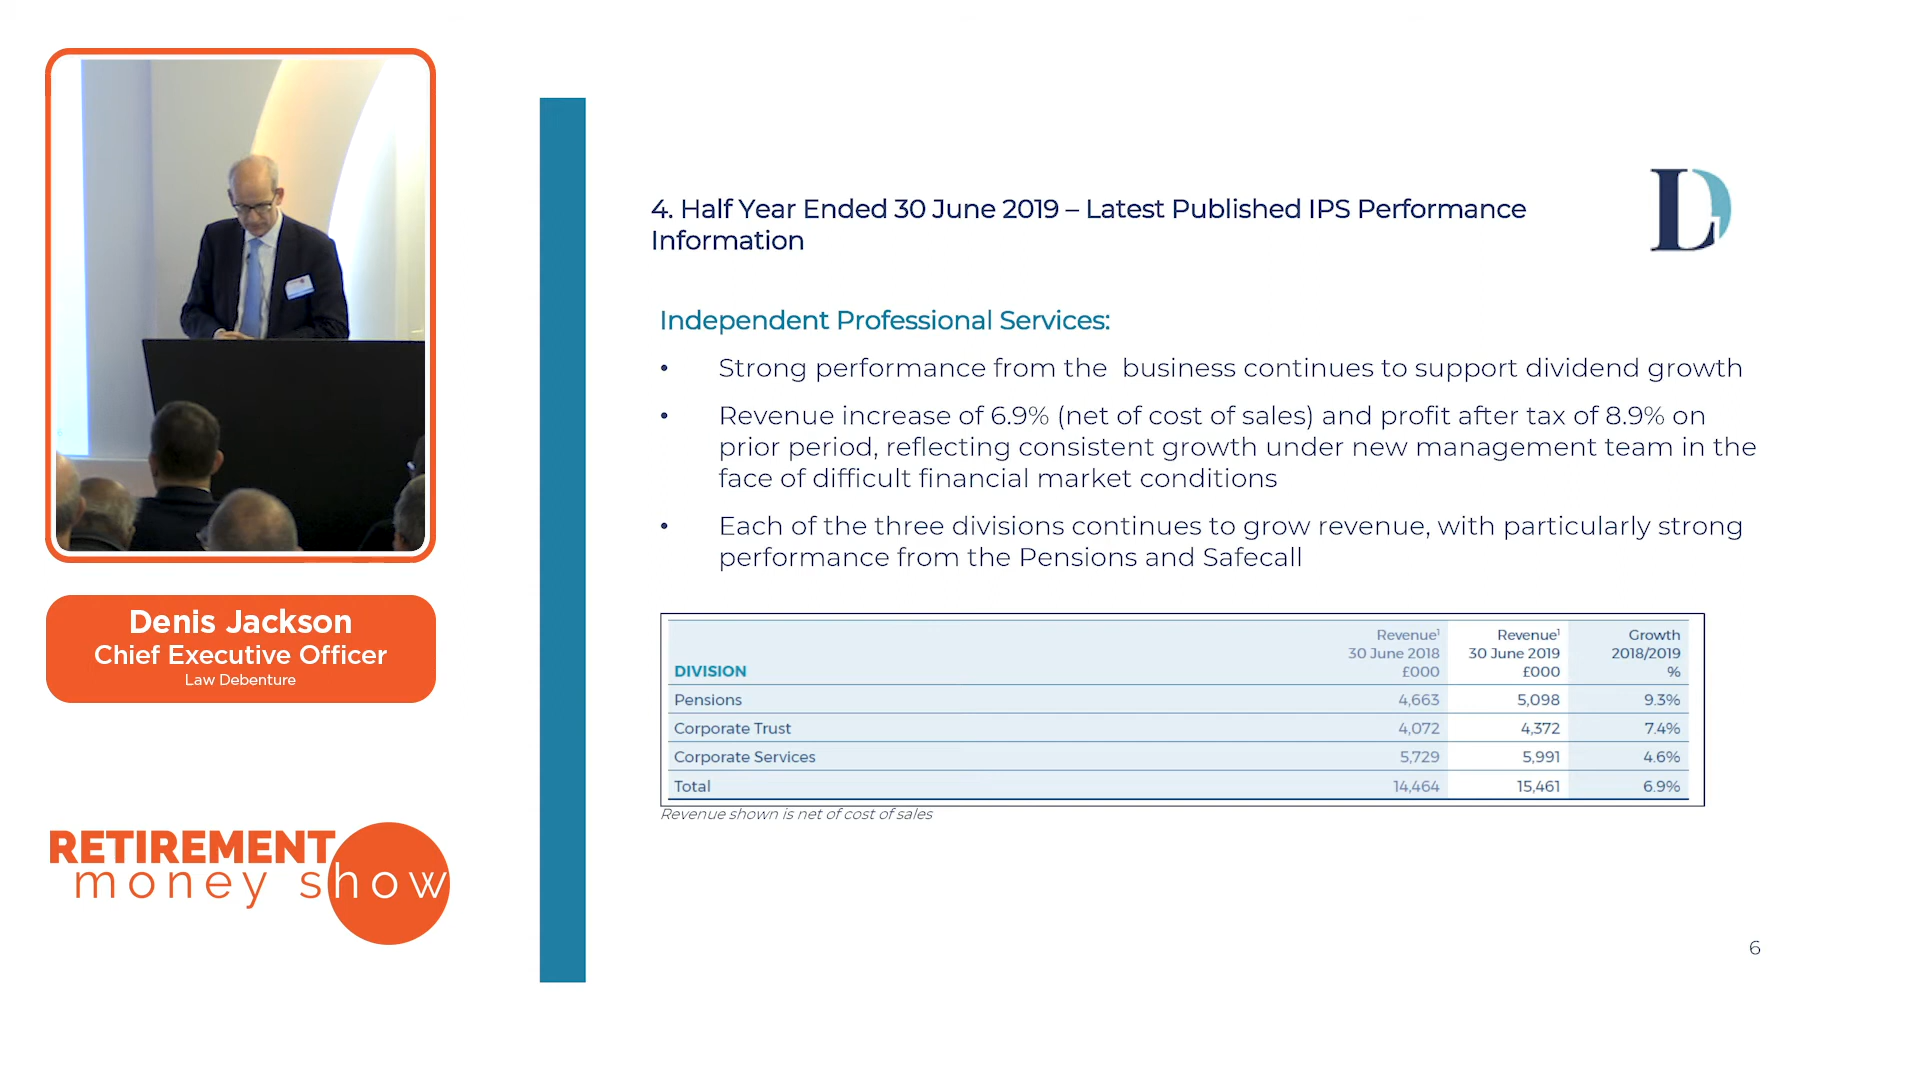 4. Half Year Ended 30 June 2019 – Latest Published IPS Performance
Information
LD
Independent Professional Services:
• Strong performance from the  business continues to support dividend growth
• Revenue increase of 6.9% (net of cost of sales) and profit after tax of 8.9% on
prior period, reflecting consistent growth under new management team in the
face of difficult financial market conditions
• Each of the three divisions continues to grow revenue, with particularly strong
performance from the Pensions and Safecall
Denis Jackson
Chief Executive Officer
Law Debenture
Revenue¹ Revenue¹ Growth
30 June 2018 30 June 2019 2018/2019
DIVISION £000 £000 %
Pensions 4,663 5,098 9.3%
Corporate Trust 4,072 4,372 7.4%
Corporate Services 5,729 5,991 4.6%
Total 14,464 15,461 6.9%
Revenue shown is net of cost of sales
RETIREMENT
money show
6